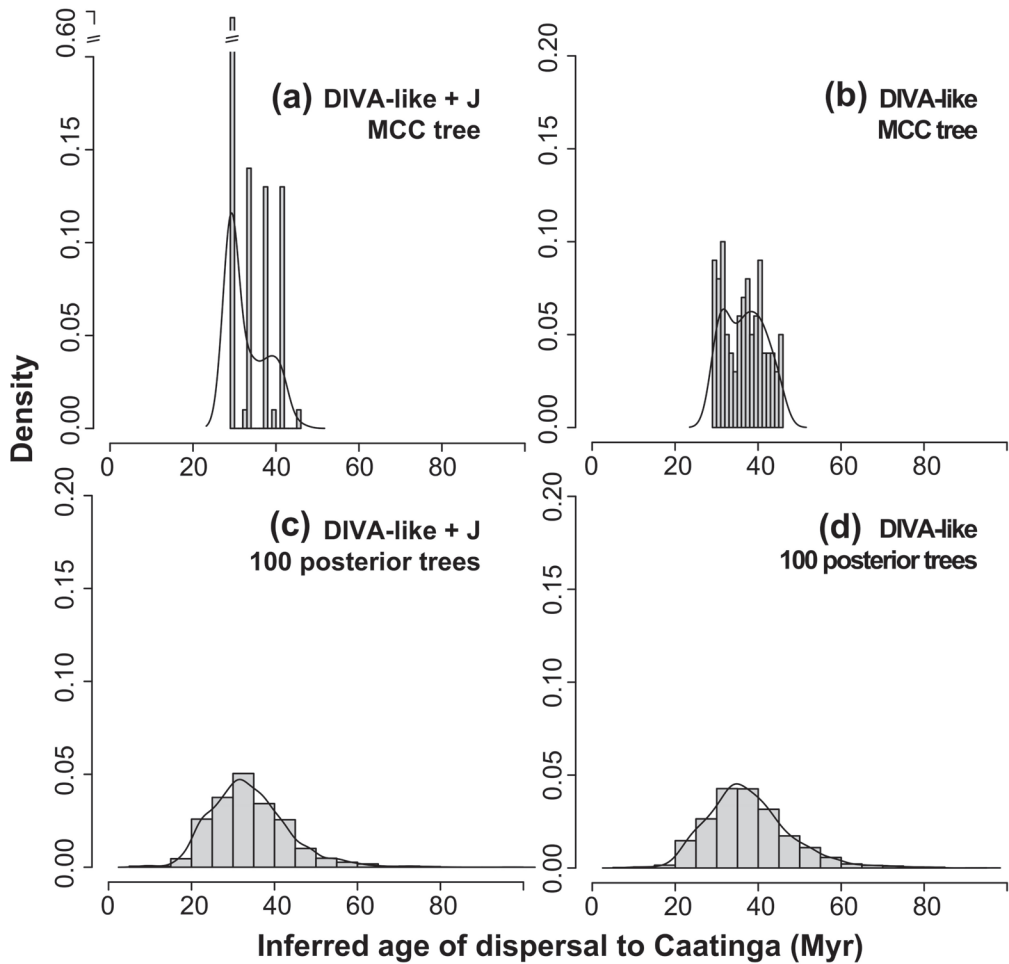 (a) DIVA-like + J
MCC tree
0.60
0.15
0.10
0.05
0.00
0 20 40 60 80
(b) DIVA-like
MCC tree
0.20
0.15
0.10
0.05
0.00
0 20 40 60 80
Density
(c) DIVA-like + J
100 posterior trees
0.20
0.15
0.10
0.05
0.00
0 20 40 60 80
(d) DIVA-like
100 posterior trees
0.20
0.15
0.10
0.05
0.00
0 20 40 60 80
Inferred age of dispersal to Caatinga (Myr)